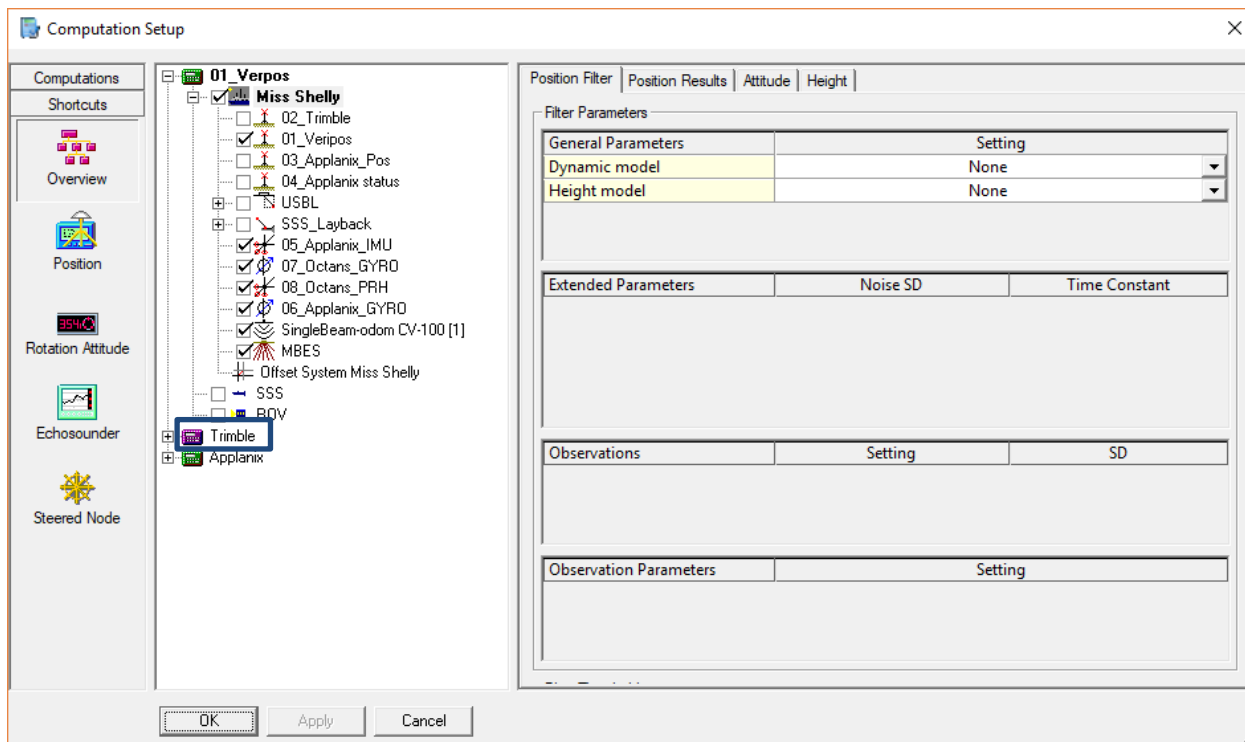 Computation Setup
Computations
Shortcuts
Overview
Position
354
Rotation Attitude
Echosounder
Steered Node
01_Verpos
Miss Shelly
02_Trimble
01_Veripos
03_Applanix_Pos
04_Applanix status
USBL
SSS_Layback
05_Applanix_IMU
07_Octans_GYRO
08_Octans_PRH
06_Applanix_GYRO
SingleBeam-odom CV-100 [1]
MBES
Offset System Miss Shelly
SSS
ROV
Trimble
Applanix
Position Filter Position Results Attitude Height
Filter Parameters
General Parameters Setting
Dynamic model None
Height model None
Extended Parameters Noise SD Time Constant
Observations Setting SD
Observation Parameters Setting
OK Apply Cancel